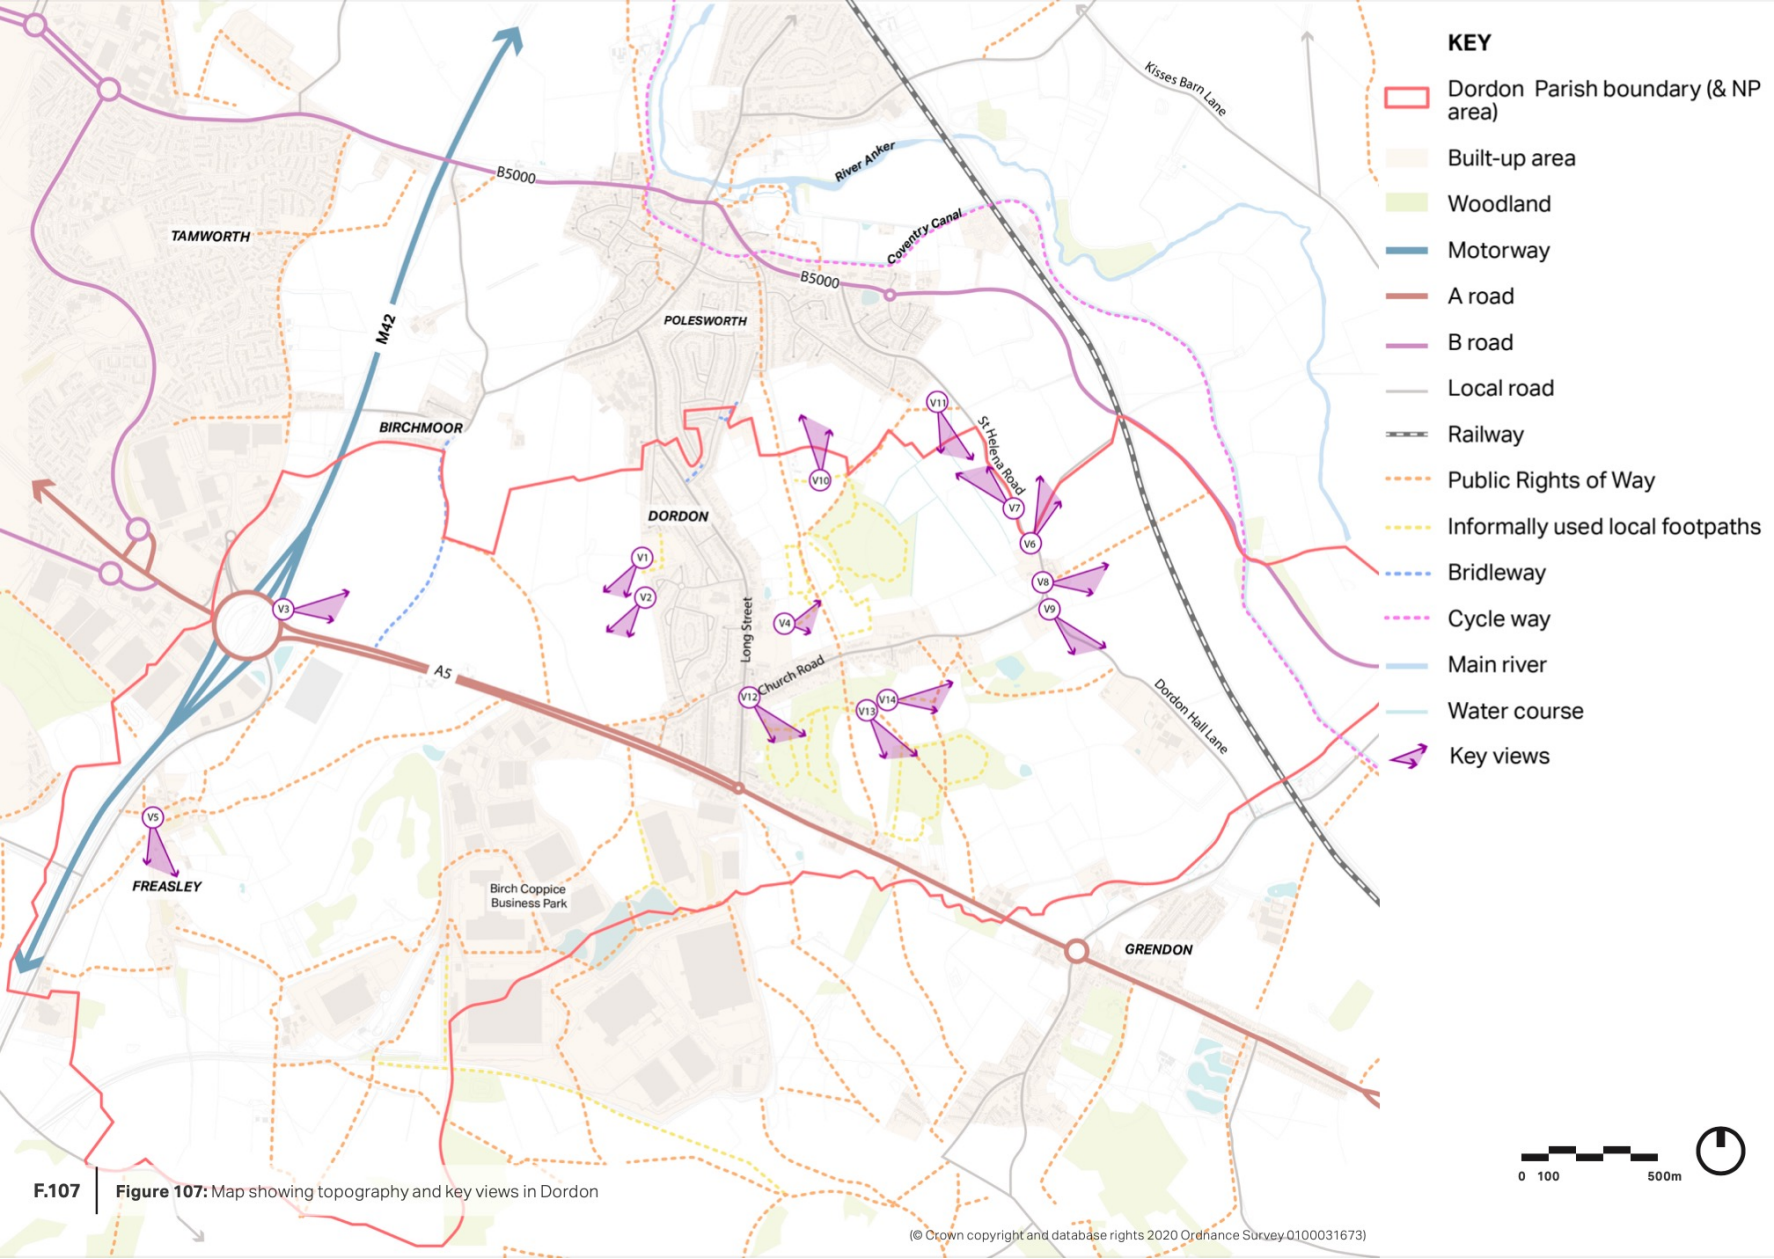 Kisses Barn Lane
River Anker
B5000
TAMWORTH
Coventry Canal
B5000
M42
POLESWORTH
V11
BIRCHMOOR
St Helena Road
V10
V7
DORDON
V6
V1
V8
V2
V3
V9
Long Street
V4
A5
Church Road
V12
V14
V13
Dordon Hall Lane
V5
FREASLEY
Birch Coppice
Business Park
GRENDON
F.107
Figure 107: Map showing topography and key views in Dordon
(© Crown copyright and database rights 2020 Ordnance Survey 0100031673)
KEY
Dordon Parish boundary (& NP
area)
Built-up area
Woodland
Motorway
A road
B road
Local road
Railway
Public Rights of Way
Informally used local footpaths
Bridleway
Cycle way
Main river
Water course
Key views
0 100 500m